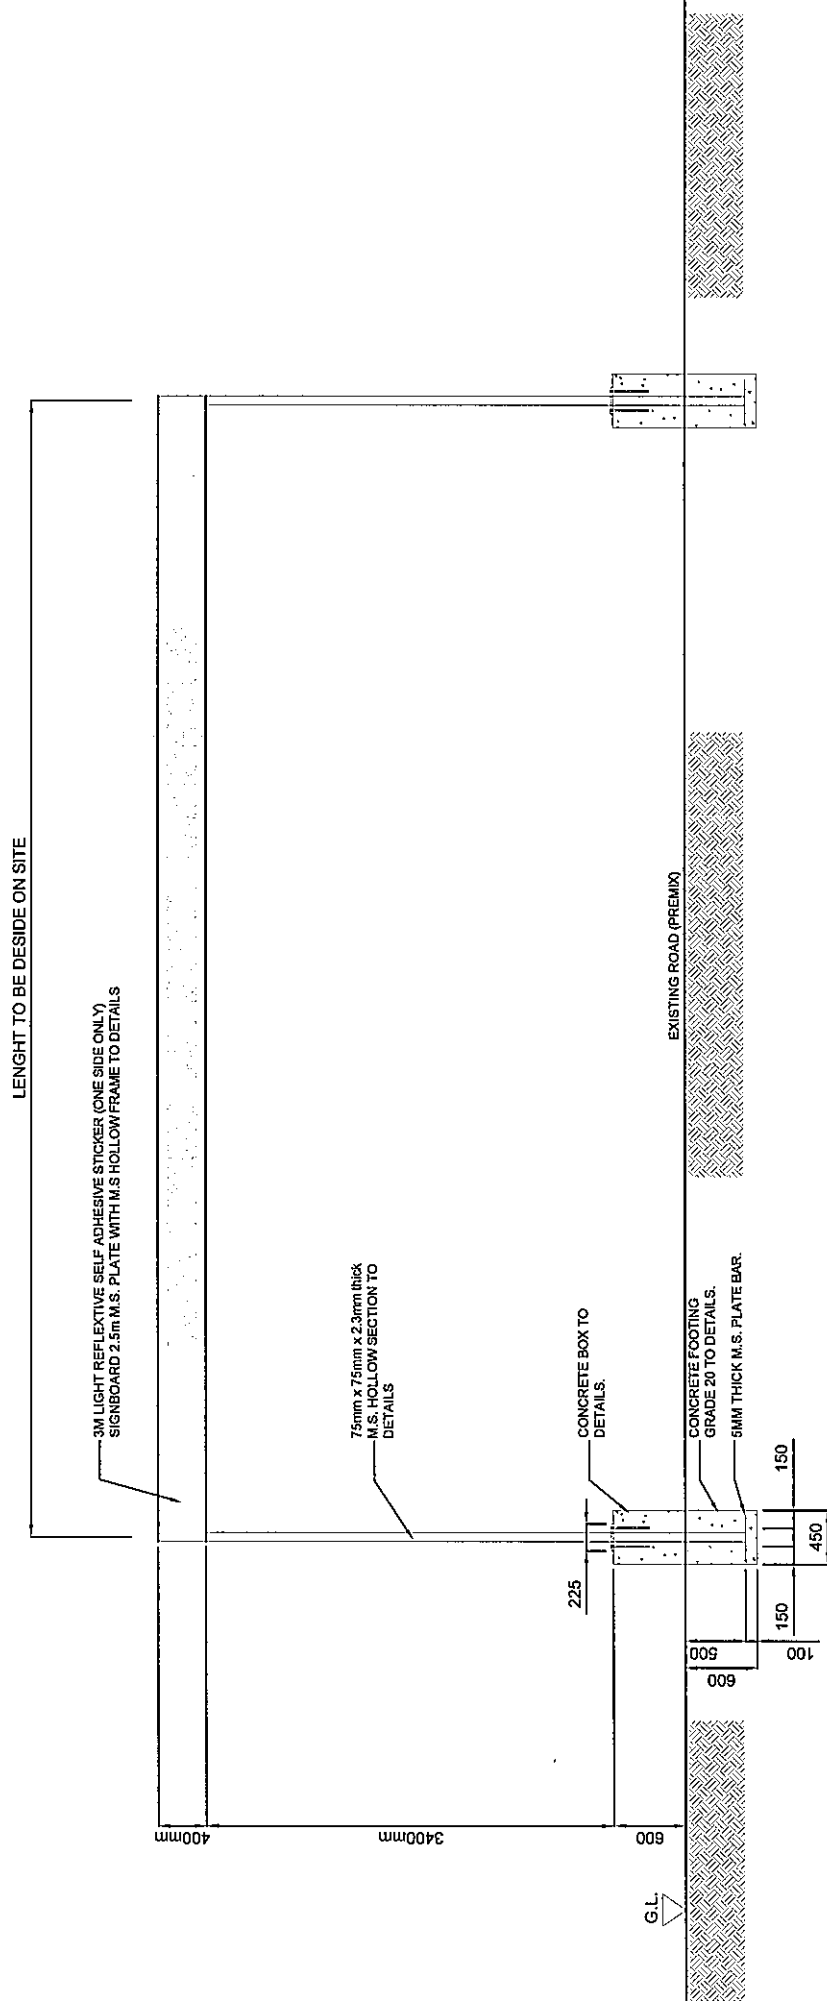 LENGHT TO BE DESIDE ON SITE
3M LIGHT REFLEXTIVE SELF ADHESIVE STICKER (ONE SIDE ONLY)
SIGNBOARD 2.5m M.S. PLATE WITH M.S HOLLOW FRAME TO DETAILS
400mm
75mm x 75mm x 2.3mm thick
M.S. HOLLOW SECTION TO
DETAILS
3400mm
225
CONCRETE BOX TO
DETAILS.
600
G.L.
EXISTING ROAD (PREMIX)
CONCRETE FOOTING
GRADE 20 TO DETAILS.
5MM THICK M.S. PLATE BAR.
500
600
100
150
150
450